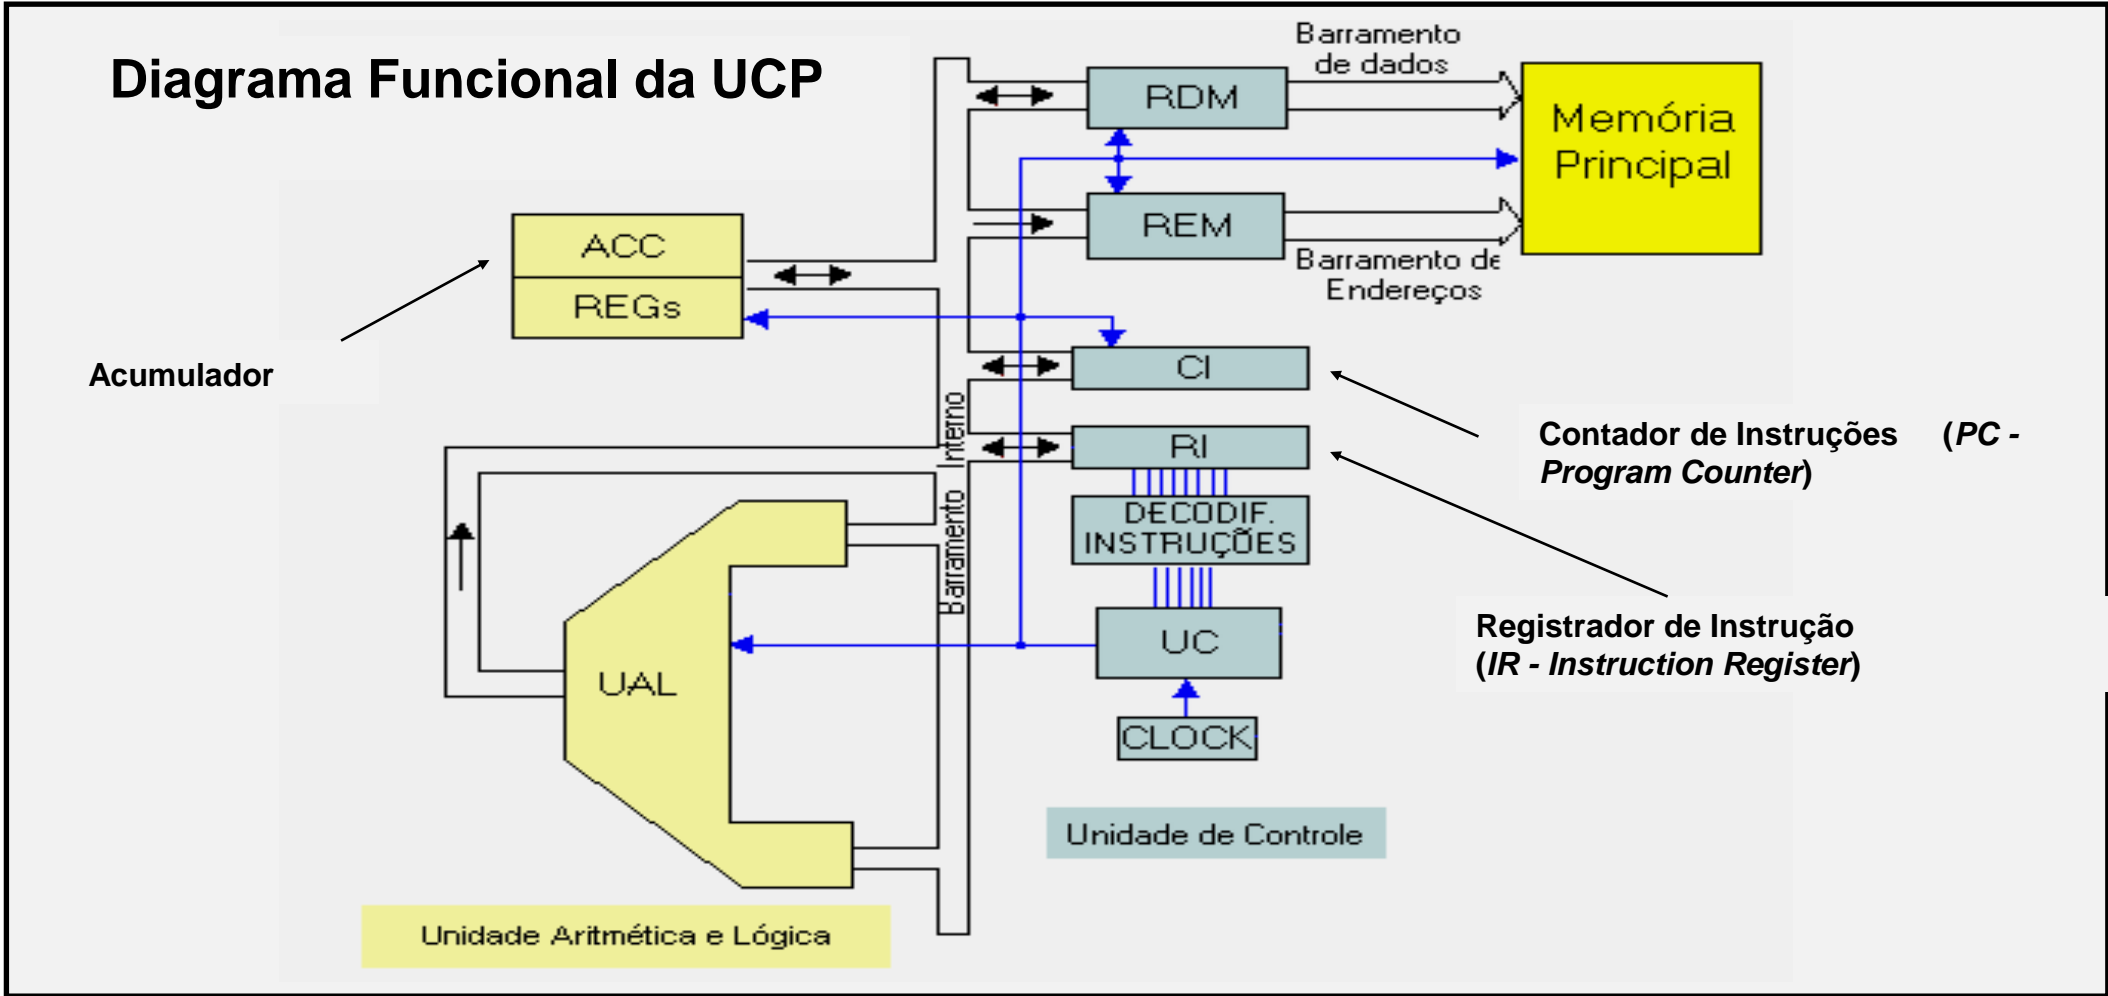 Diagrama Funcional da UCP
Barramento
de dados
RDM
Memória
Principal
REM
Barramento de
Endereços
ACC
REGs
Acumulador
CI
Contador de Instruções (PC -
Program Counter)
RI
Barramento Interno
DECODIF.
INSTRUÇÕES
UC
Registrador de Instrução
(IR - Instruction Register)
UAL
CLOCK
Unidade de Controle
Unidade Aritmética e Lógica